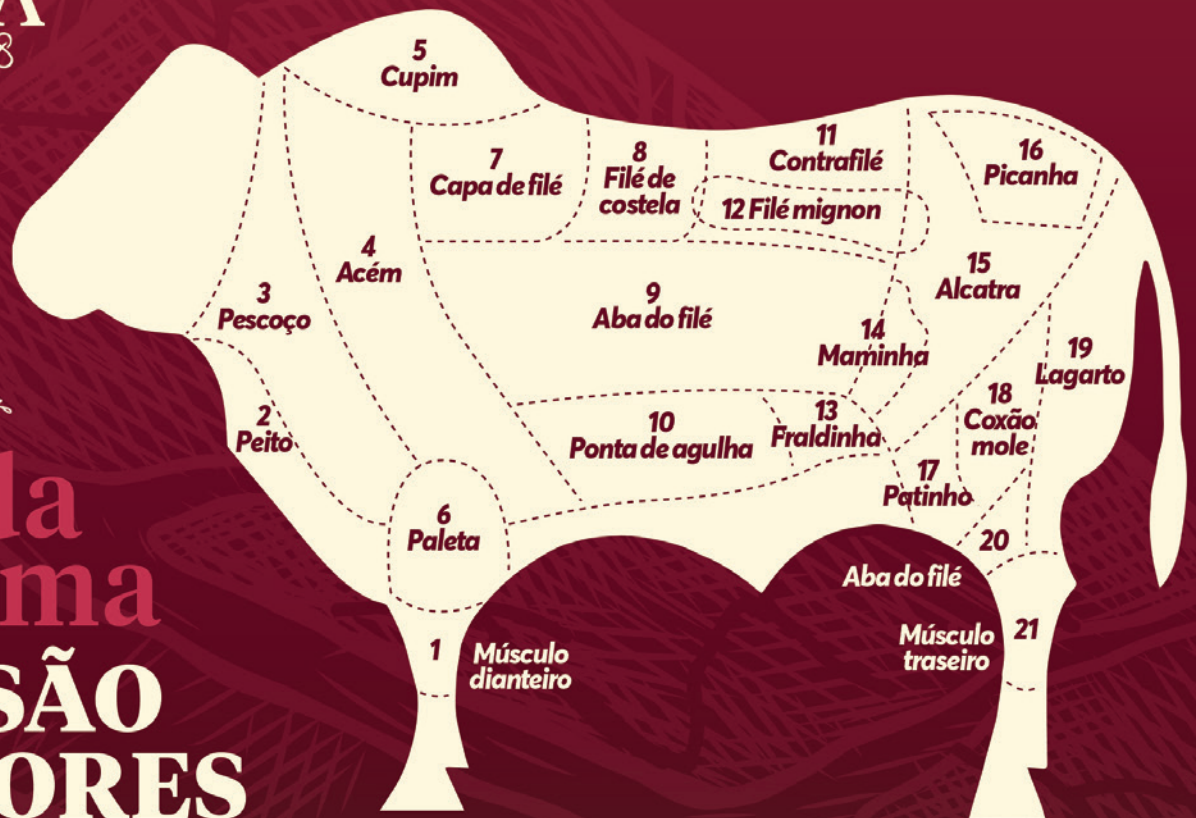 5
Cupim
7
Capa de filé
8
Filé de
costela
11
Contrafilé
16
Picanha
12 Filé mignon
4
Acém
3
Pescoço
9
Aba do filé
15
Alcatra
14
Maminha
19
Lagarto
2
Peito
10
Ponta de agulha
13
Fraldinha
18
Coxão
mole
17
Patinho
6
Paleta
20
Aba do filé
1
Músculo
dianteiro
21
Músculo
traseiro
da
ma
SÃO
ORES